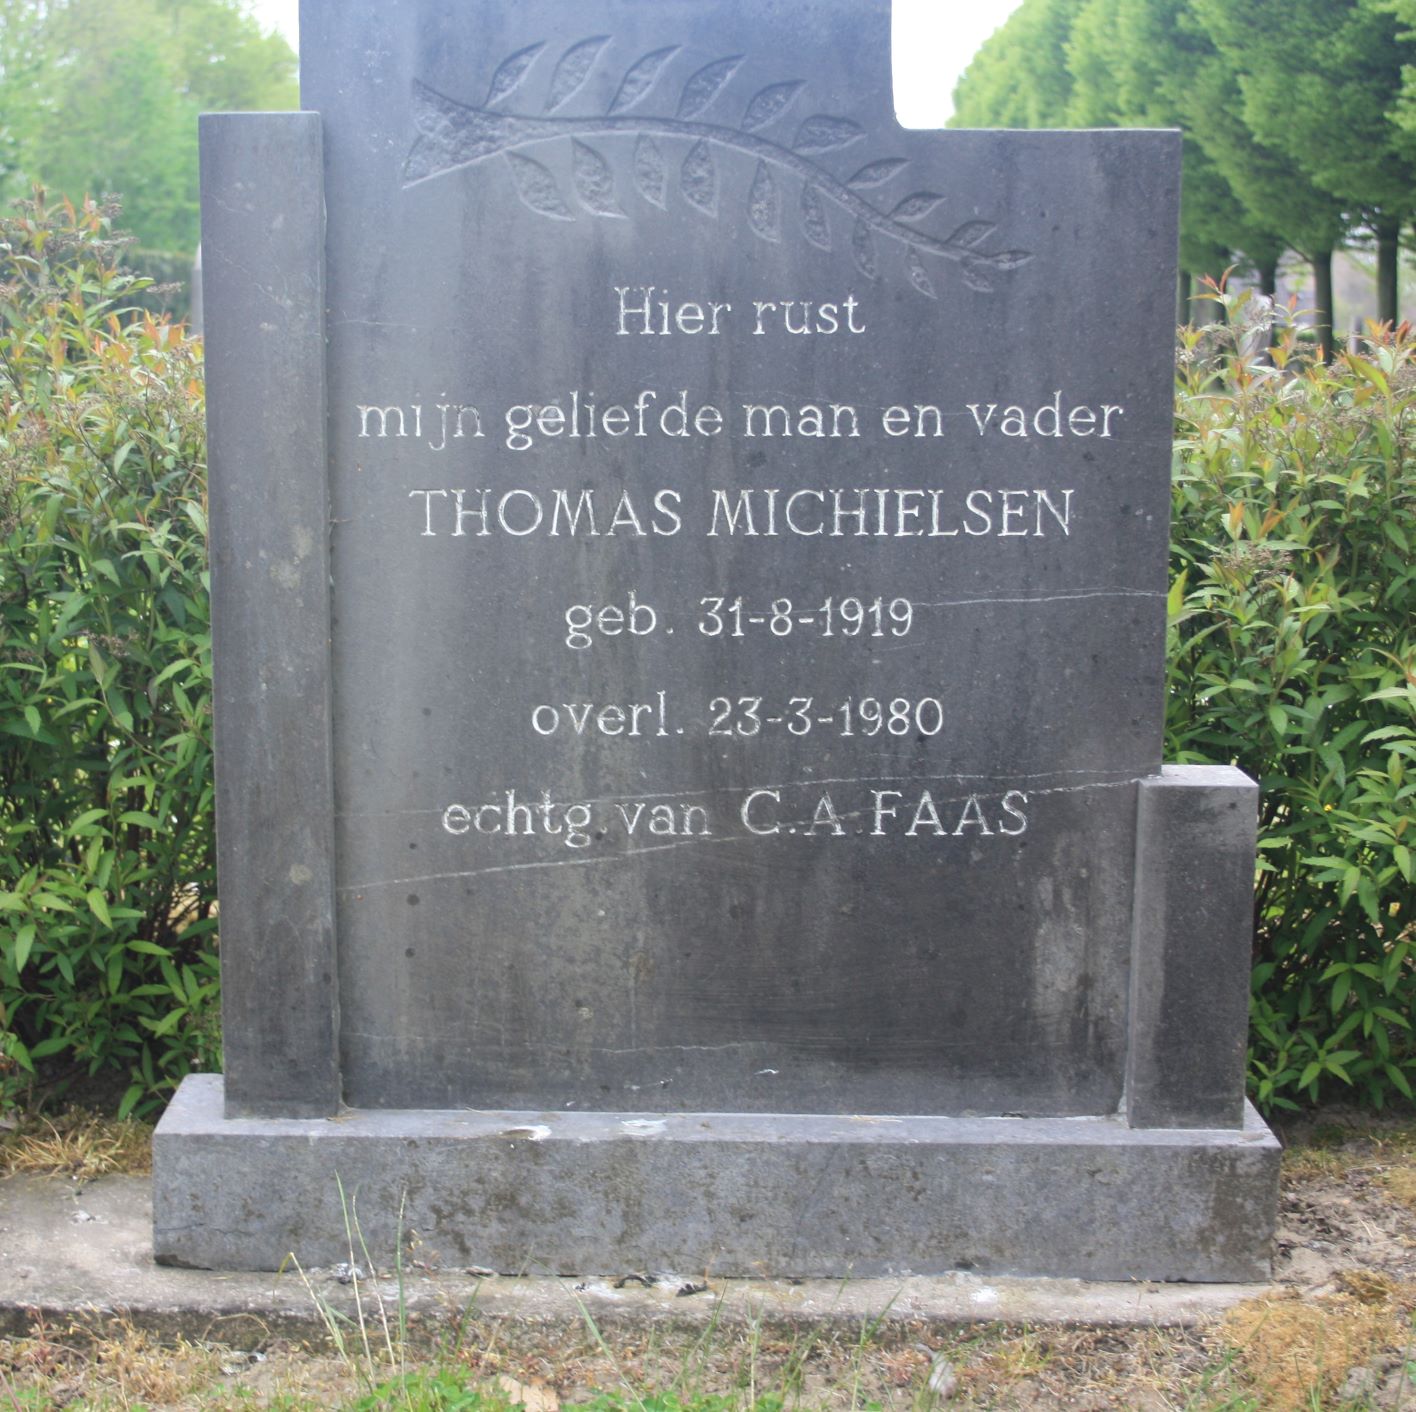 Hier rust
mijn geliefde man en vader
THOMAS MICHIELSEN
geb. 31-8-1919
overl. 23-3-1980
echtg. van C.A. FAAS